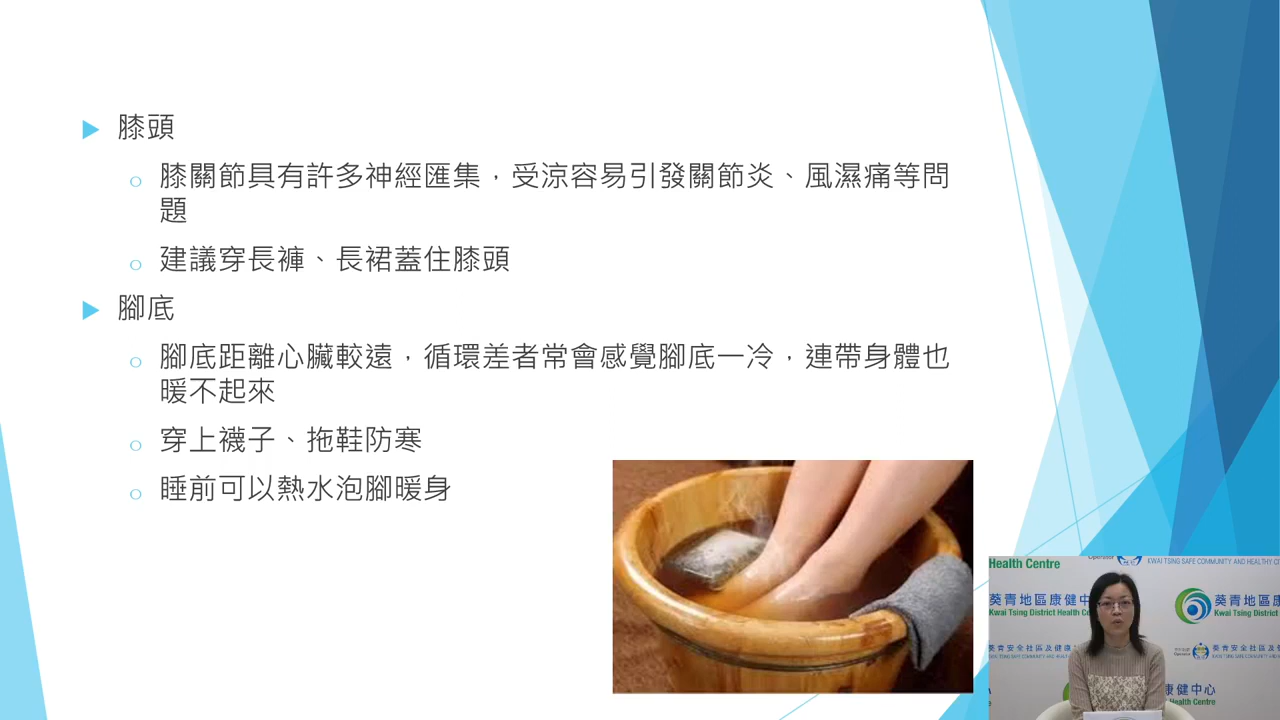 膝頭
膝關節具有許多神經匯集，受涼容易引發關節炎、風濕痛等問
題
建議穿長褲、長裙蓋住膝頭
腳底
腳底距離心臟較遠，循環差者常會感覺腳底一冷，連帶身體也
暖不起來
穿上襪子、拖鞋防寒
睡前可以熱水泡腳暖身
Health Centre
Operator
KWAI TSING SAFE COMMUNITY AND HEALTHY
葵青地區康健中
Kwai Tsing District Health
葵青地區康
Kwai Tsing District
葵青安全社區及健康
葵青安全社區及健康
康健中心
Health Centre